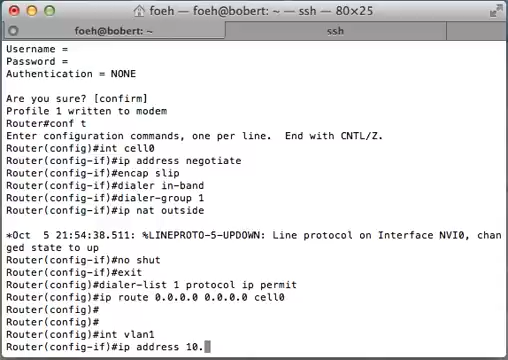 foeh — foeh@bobert: ~ — ssh — 80×25
foeh@bobert: ~
ssh
Username =
Password =
Authentication = NONE
Are you sure? [confirm]
Profile 1 written to modem
Router#conf t
Enter configuration commands, one per line.  End with CNTL/Z.
Router(config)#int cell0
Router(config-if)#ip address negotiate
Router(config-if)#encap slip
Router(config-if)#dialer in-band
Router(config-if)#dialer-group 1
Router(config-if)#ip nat outside
*Oct  5 21:54:38.511: %LINEPROTO-5-UPDOWN: Line protocol on Interface NVI0, chan
ged state to up
Router(config-if)#no shut
Router(config-if)#exit
Router(config)#dialer-list 1 protocol ip permit
Router(config)#ip route 0.0.0.0 0.0.0.0 cell0
Router(config)#
Router(config)#
Router(config)#int vlan1
Router(config-if)#ip address 10.